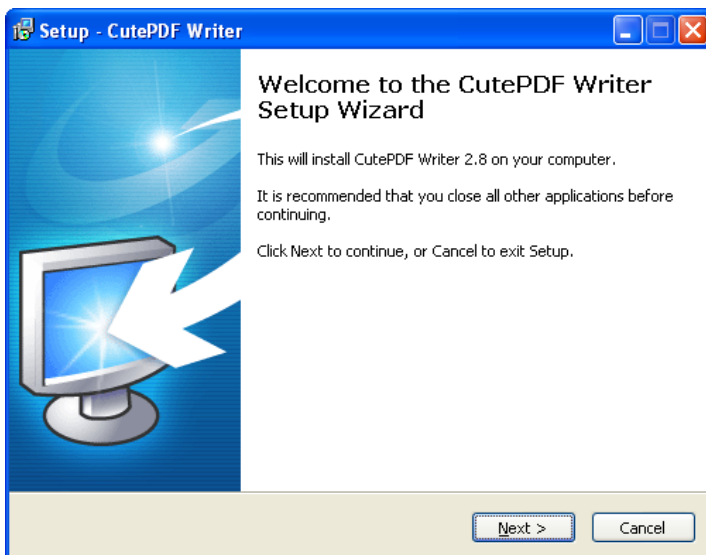 Setup - CutePDF Writer
Welcome to the CutePDF Writer
Setup Wizard
This will install CutePDF Writer 2.8 on your computer.
It is recommended that you close all other applications before
continuing.
Click Next to continue, or Cancel to exit Setup.
Next >
Cancel